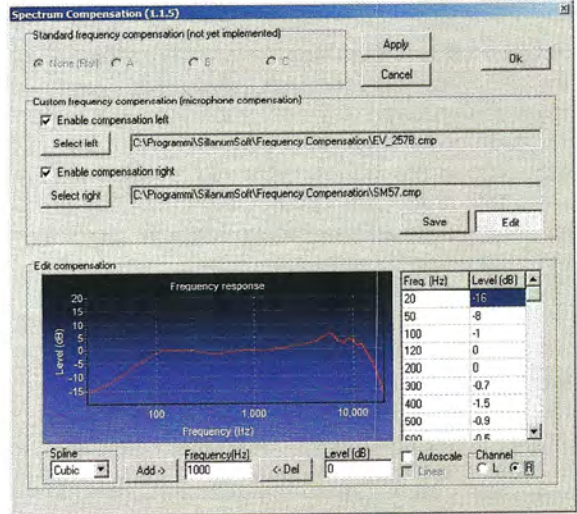 Spectrum Compensation (1.1.5)
Standard frequency compensation (not yet implemented)
None (flat) A B C
Apply
Cancel
Ok
Custom frequency compensation (microphone compensation)
Enable compensation left
Select left C:\Programmi\SillanumSoft\Frequency Compensation\EV_257B.cmp
Enable compensation right
Select right C:\Programmi\SillanumSoft\Frequency Compensation\SM57.cmp
Save Edit
Edit compensation
Frequency response
Level (dB)
20
15
10
5
0
-5
-10
-15
100 1,000 10,000
Frequency (Hz)
Freq. (Hz) Level (dB)
20 -16
50 -8
100 -1
120 0
200 0
300 -0.7
400 -1.5
500 -0.9
600 -0.5
Spline
Cubic
Add ->
Frequency(Hz)
1000
<- Del
Level (dB)
0
Autoscale
Linear
Channel
L R